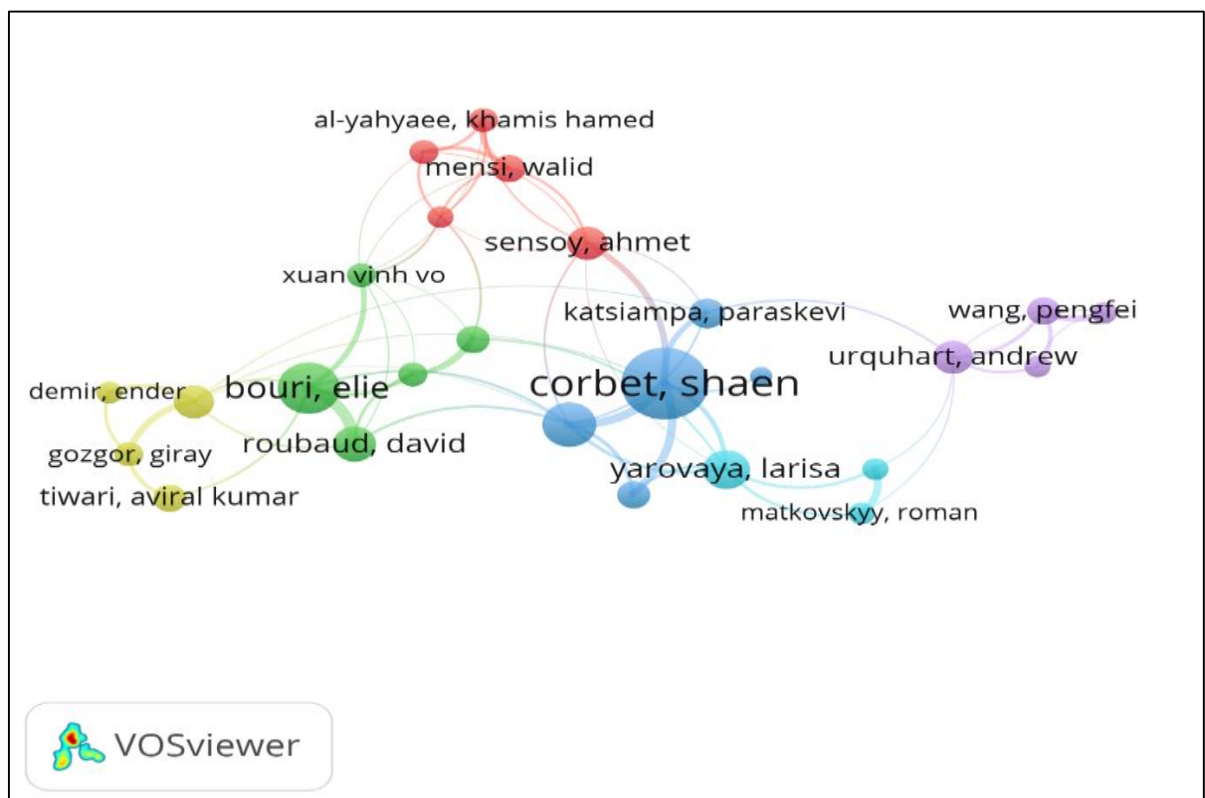 al-yahyaee, khamis hamed
mensi, walid
sensoy, ahmet
xuan vinh vo
katsiampa, paraskevi
wang, pengfei
urquhart, andrew
demir, ender
bouri, elie
corbet, shaen
gozgor, giray
roubaud, david
yarovaya, larisa
tiwari, aviral kumar
matkovskyy, roman
VOSviewer